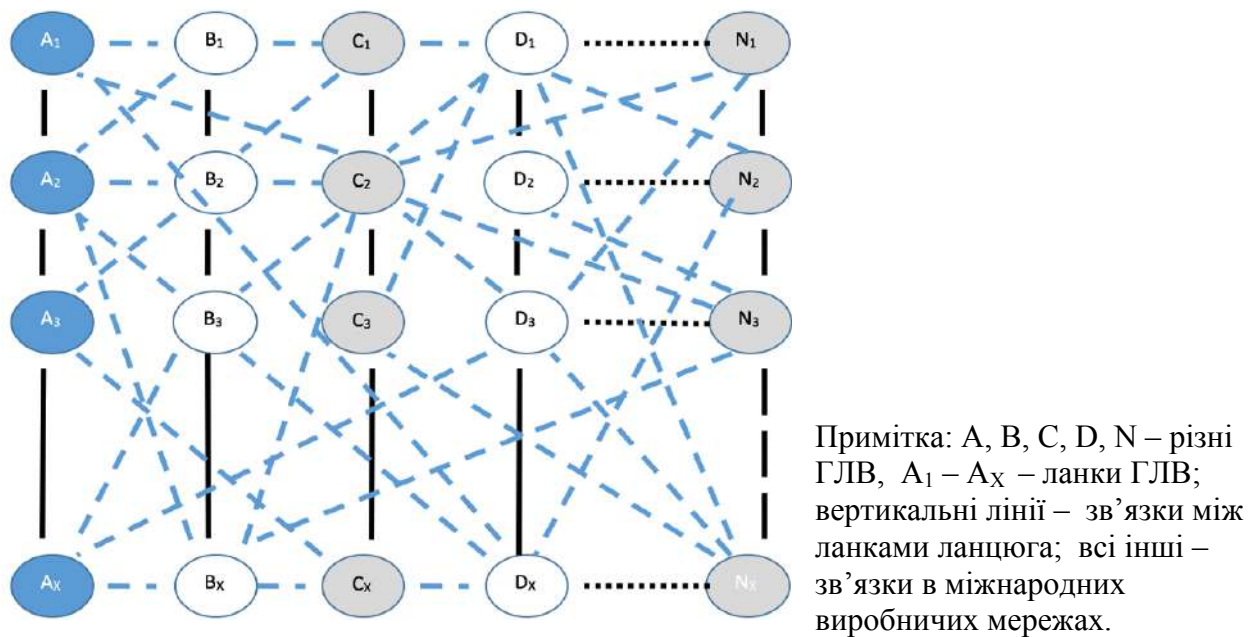 A₁ B₁ C₁ D₁ N₁
A₂ B₂ C₂ D₂ N₂
A₃ B₃ C₃ D₃ N₃
Aₓ Bₓ Cₓ Dₓ Nₓ
Примітка: A, B, C, D, N – різні
ГЛВ, A₁ – Aₓ – ланки ГЛВ;
вертикальні лінії – зв’язки між
ланками ланцюга; всі інші –
зв’язки в міжнародних
виробничих мережах.